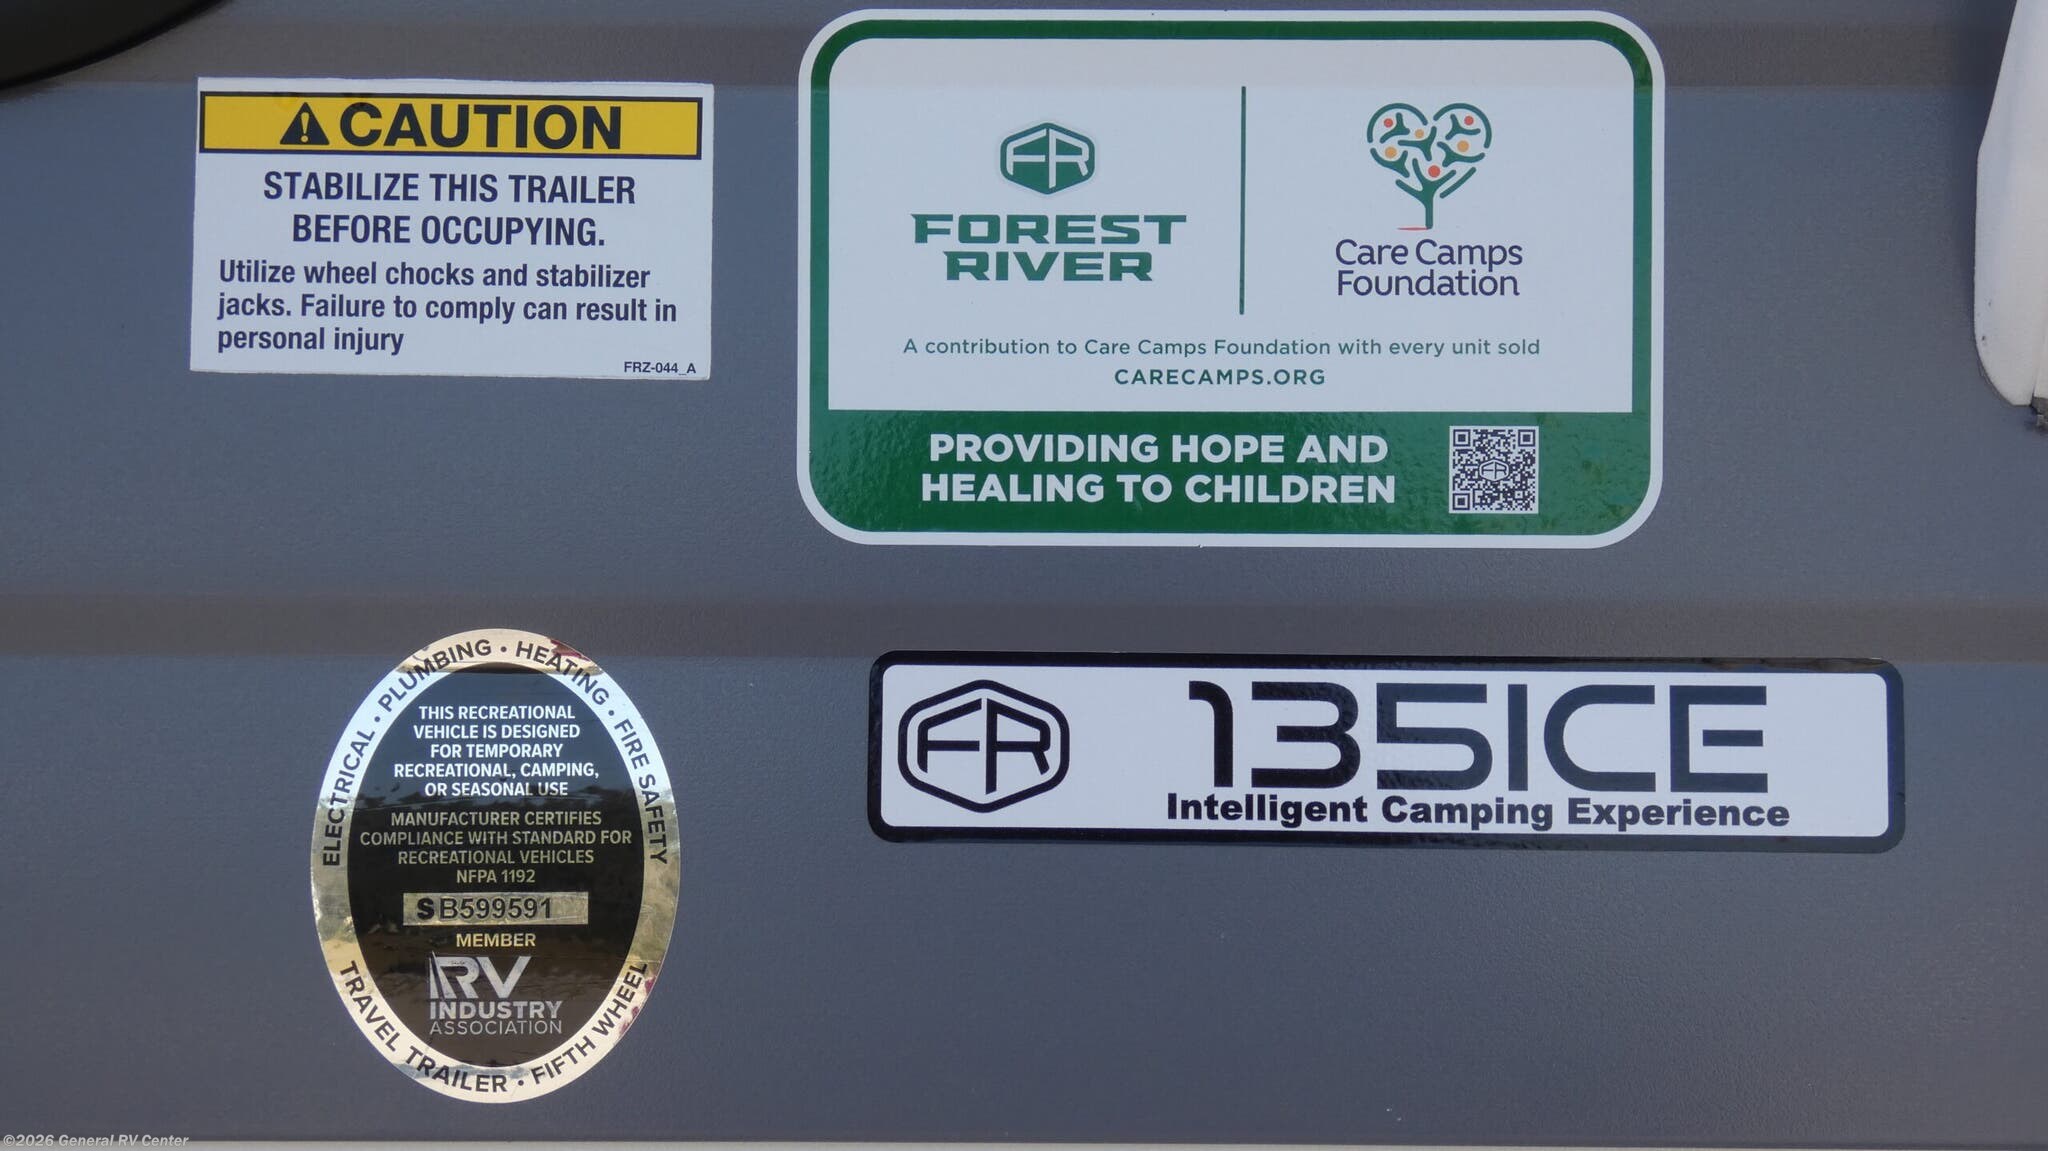 CAUTION
STABILIZE THIS TRAILER
BEFORE OCCUPYING.
Utilize wheel chocks and stabilizer
jacks. Failure to comply can result in
personal injury
FRZ-044_A
FR
FOREST
RIVER
Care Camps
Foundation
A contribution to Care Camps Foundation with every unit sold
CARECAMPS.ORG
PROVIDING HOPE AND
HEALING TO CHILDREN
FR
ELECTRICAL • PLUMBING • HEATING • FIRE SAFETY
THIS RECREATIONAL
VEHICLE IS DESIGNED
FOR TEMPORARY
RECREATIONAL, CAMPING,
OR SEASONAL USE
MANUFACTURER CERTIFIES
COMPLIANCE WITH STANDARD FOR
RECREATIONAL VEHICLES
NFPA 1192
SB599591
MEMBER
RV
INDUSTRY
ASSOCIATION
TRAVEL TRAILER • FIFTH WHEEL
FR
135ICE
Intelligent Camping Experience
©2026 General RV Center